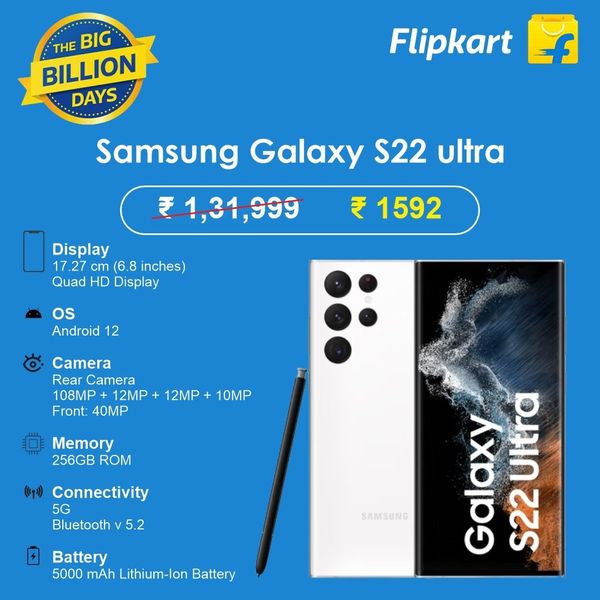 THE BIG
BILLION
DAYS
Flipkart
f
Samsung Galaxy S22 ultra
₹ 1,31,999 ₹ 1592
Display
17.27 cm (6.8 inches)
Quad HD Display
OS
Android 12
Camera
Rear Camera
108MP + 12MP + 12MP + 10MP
Front: 40MP
Memory
256GB ROM
Connectivity
5G
Bluetooth v 5.2
Battery
5000 mAh Lithium-Ion Battery
SAMSUNG
Galaxy
S22 Ultra